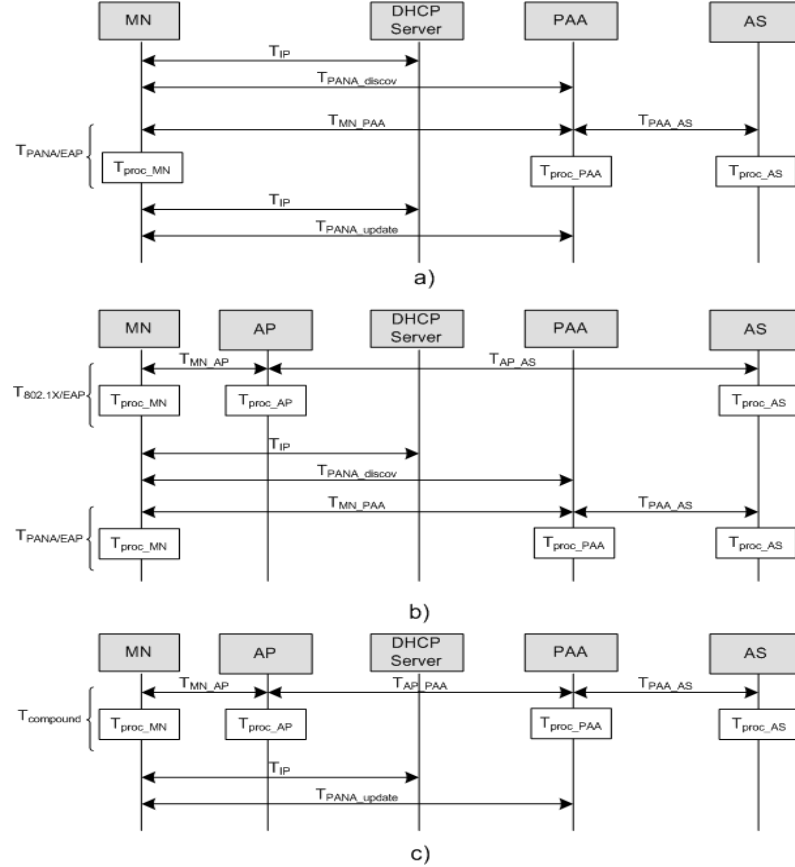 MN
DHCP
Server
PAA
AS
T_IP
T_PANA_discov
T_MN_PAA
T_PAA_AS
T_PANA/EAP
T_proc_MN
T_proc_PAA
T_proc_AS
T_IP
T_PANA_update
a)
MN
AP
DHCP
Server
PAA
AS
T_MN_AP
T_AP_AS
T_802.1X/EAP
T_proc_MN
T_proc_AP
T_proc_AS
T_IP
T_PANA_discov
T_MN_PAA
T_PAA_AS
T_PANA/EAP
T_proc_MN
T_proc_PAA
T_proc_AS
b)
MN
AP
DHCP
Server
PAA
AS
T_MN_AP
T_AP_PAA
T_PAA_AS
T_compound
T_proc_MN
T_proc_AP
T_proc_PAA
T_proc_AS
T_IP
T_PANA_update
c)